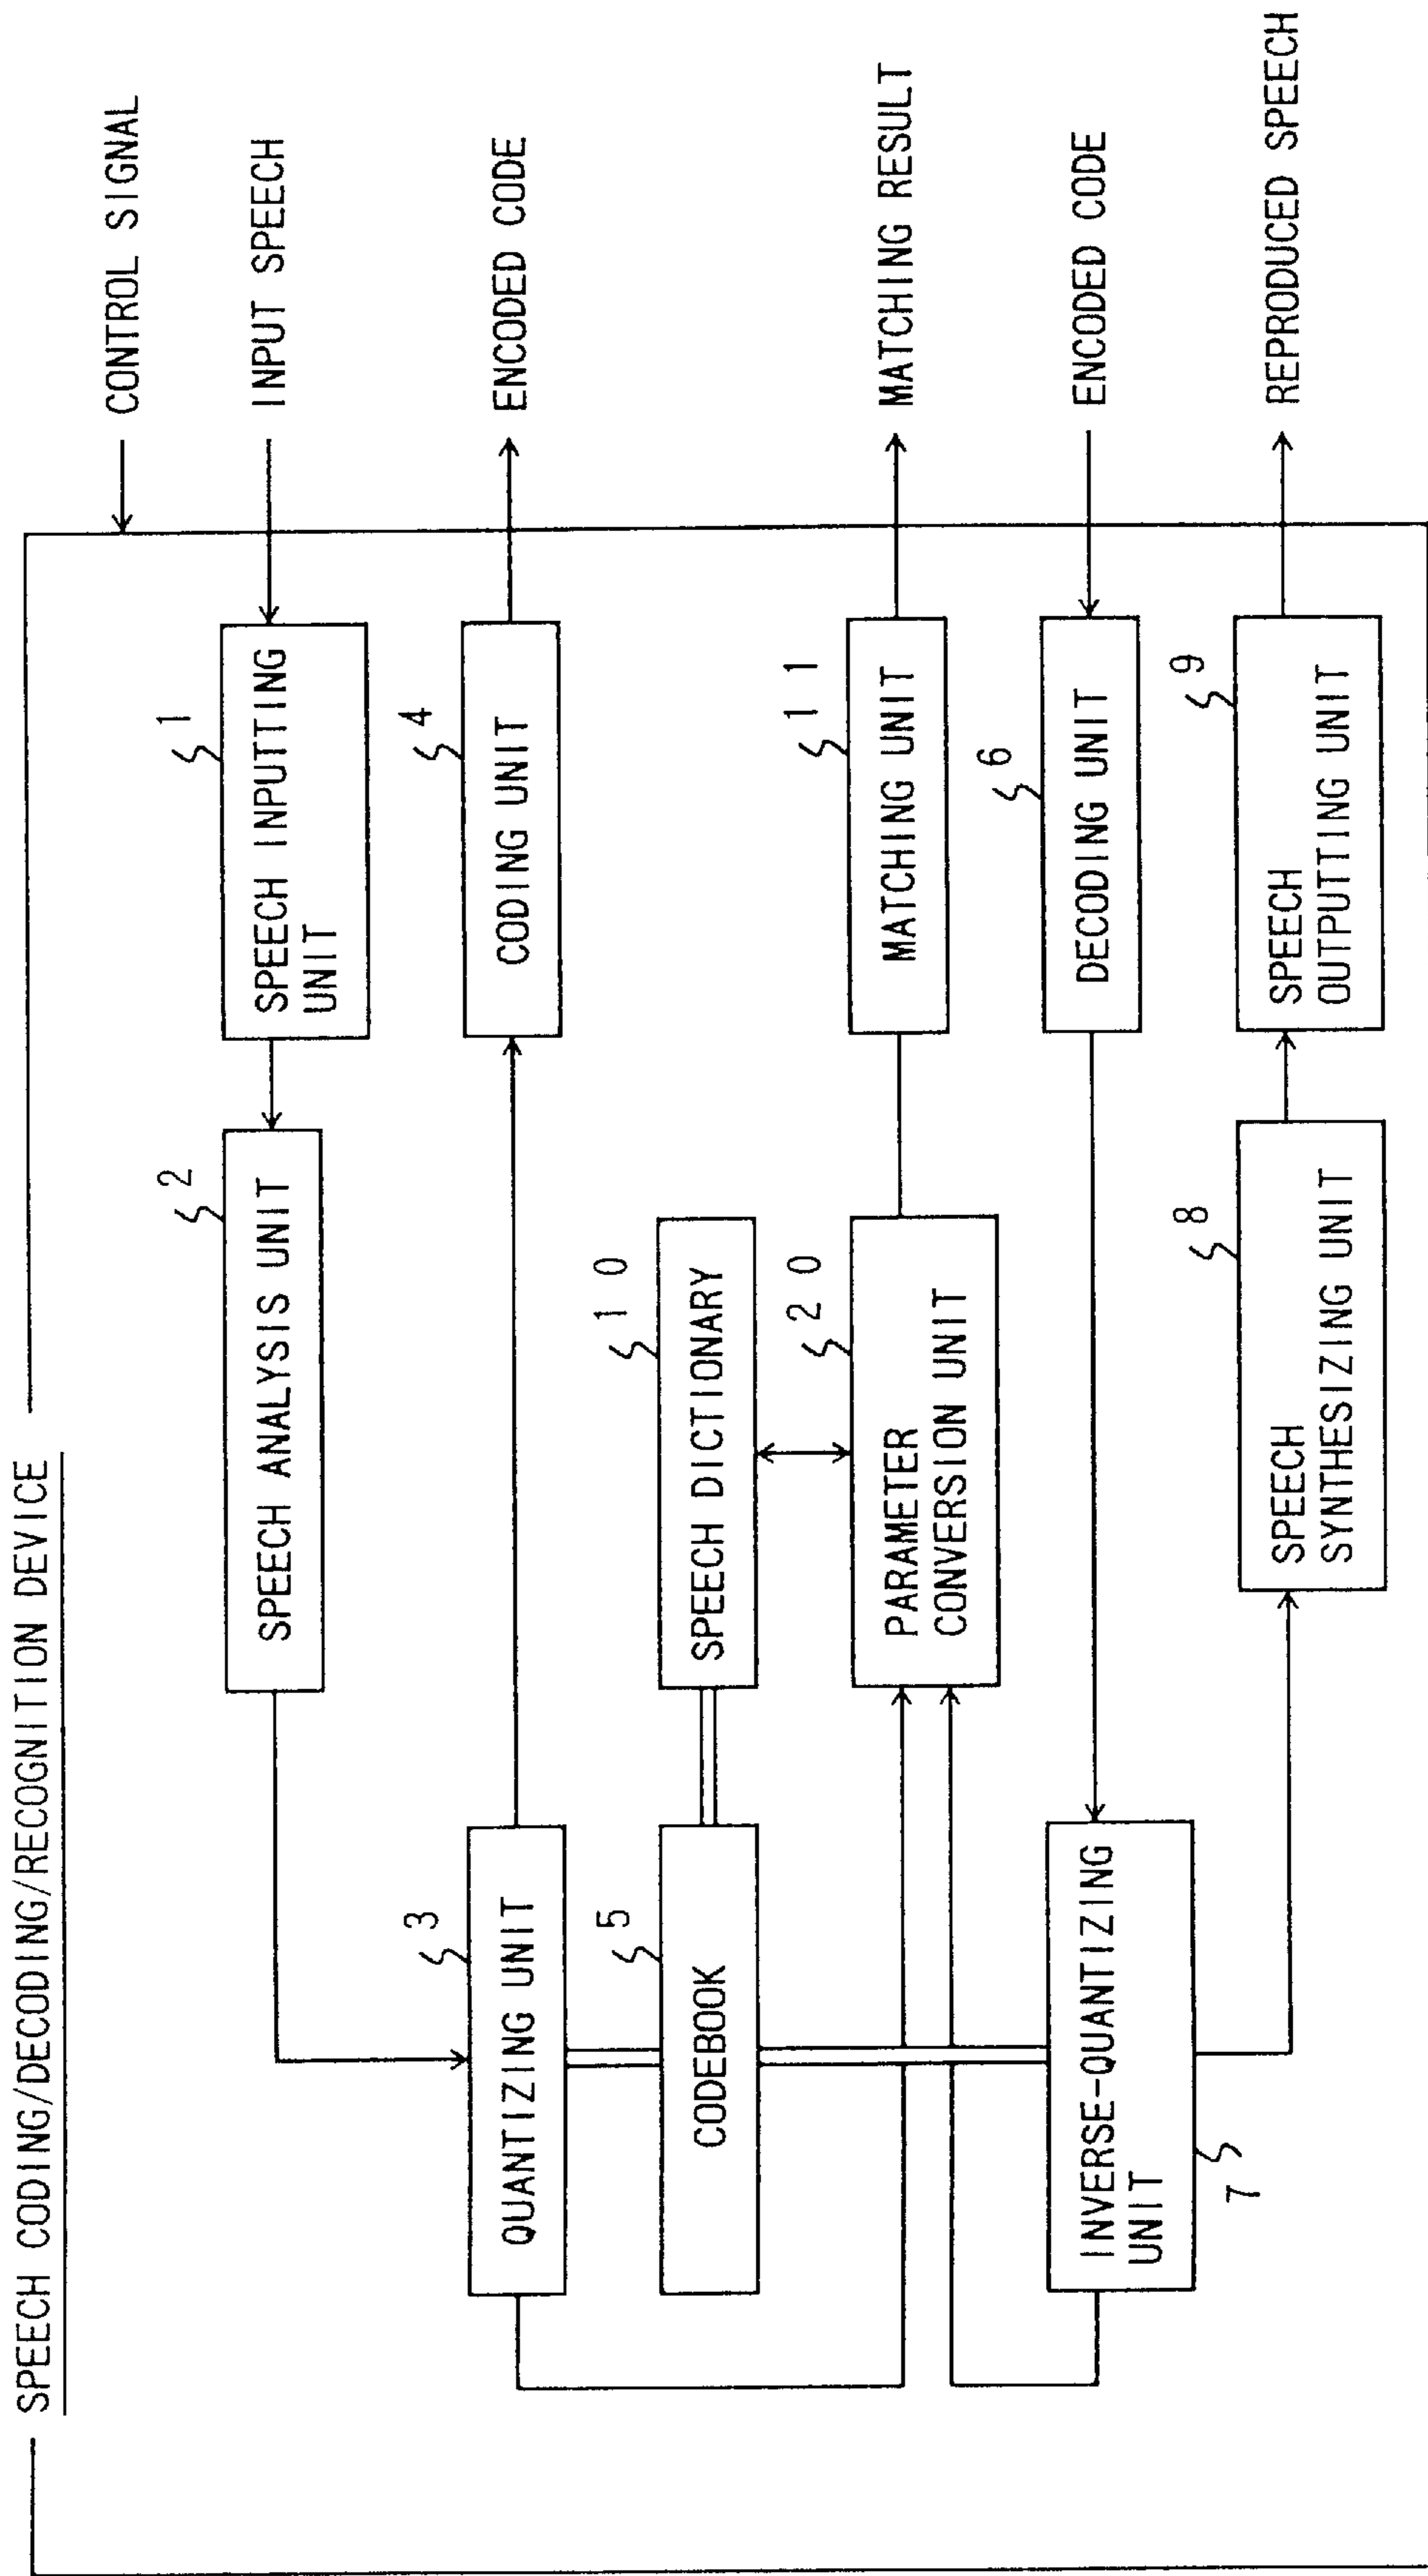 SPEECH CODING/DECODING/RECOGNITION DEVICE
CONTROL SIGNAL
1
SPEECH INPUTTING
UNIT
INPUT SPEECH
2
SPEECH ANALYSIS UNIT
3
QUANTIZING UNIT
4
CODING UNIT
ENCODED CODE
5
CODEBOOK
10
SPEECH DICTIONARY
20
PARAMETER
CONVERSION UNIT
11
MATCHING UNIT
MATCHING RESULT
6
DECODING UNIT
ENCODED CODE
INVERSE-QUANTIZING
UNIT
7
8
SPEECH
SYNTHESIZING UNIT
9
SPEECH
OUTPUTTING UNIT
REPRODUCED SPEECH